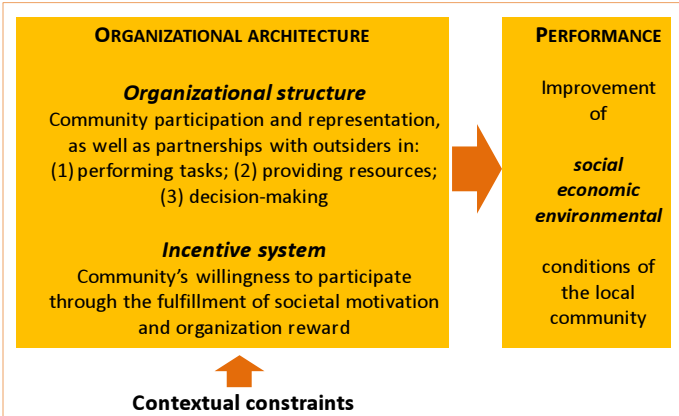 ORGANIZATIONAL ARCHITECTURE
Organizational structure
Community participation and representation,
as well as partnerships with outsiders in:
(1) performing tasks; (2) providing resources;
(3) decision-making
Incentive system
Community’s willingness to participate
through the fulfillment of societal motivation
and organization reward
PERFORMANCE
Improvement
of
social
economic
environmental
conditions of
the local
community
Contextual constraints